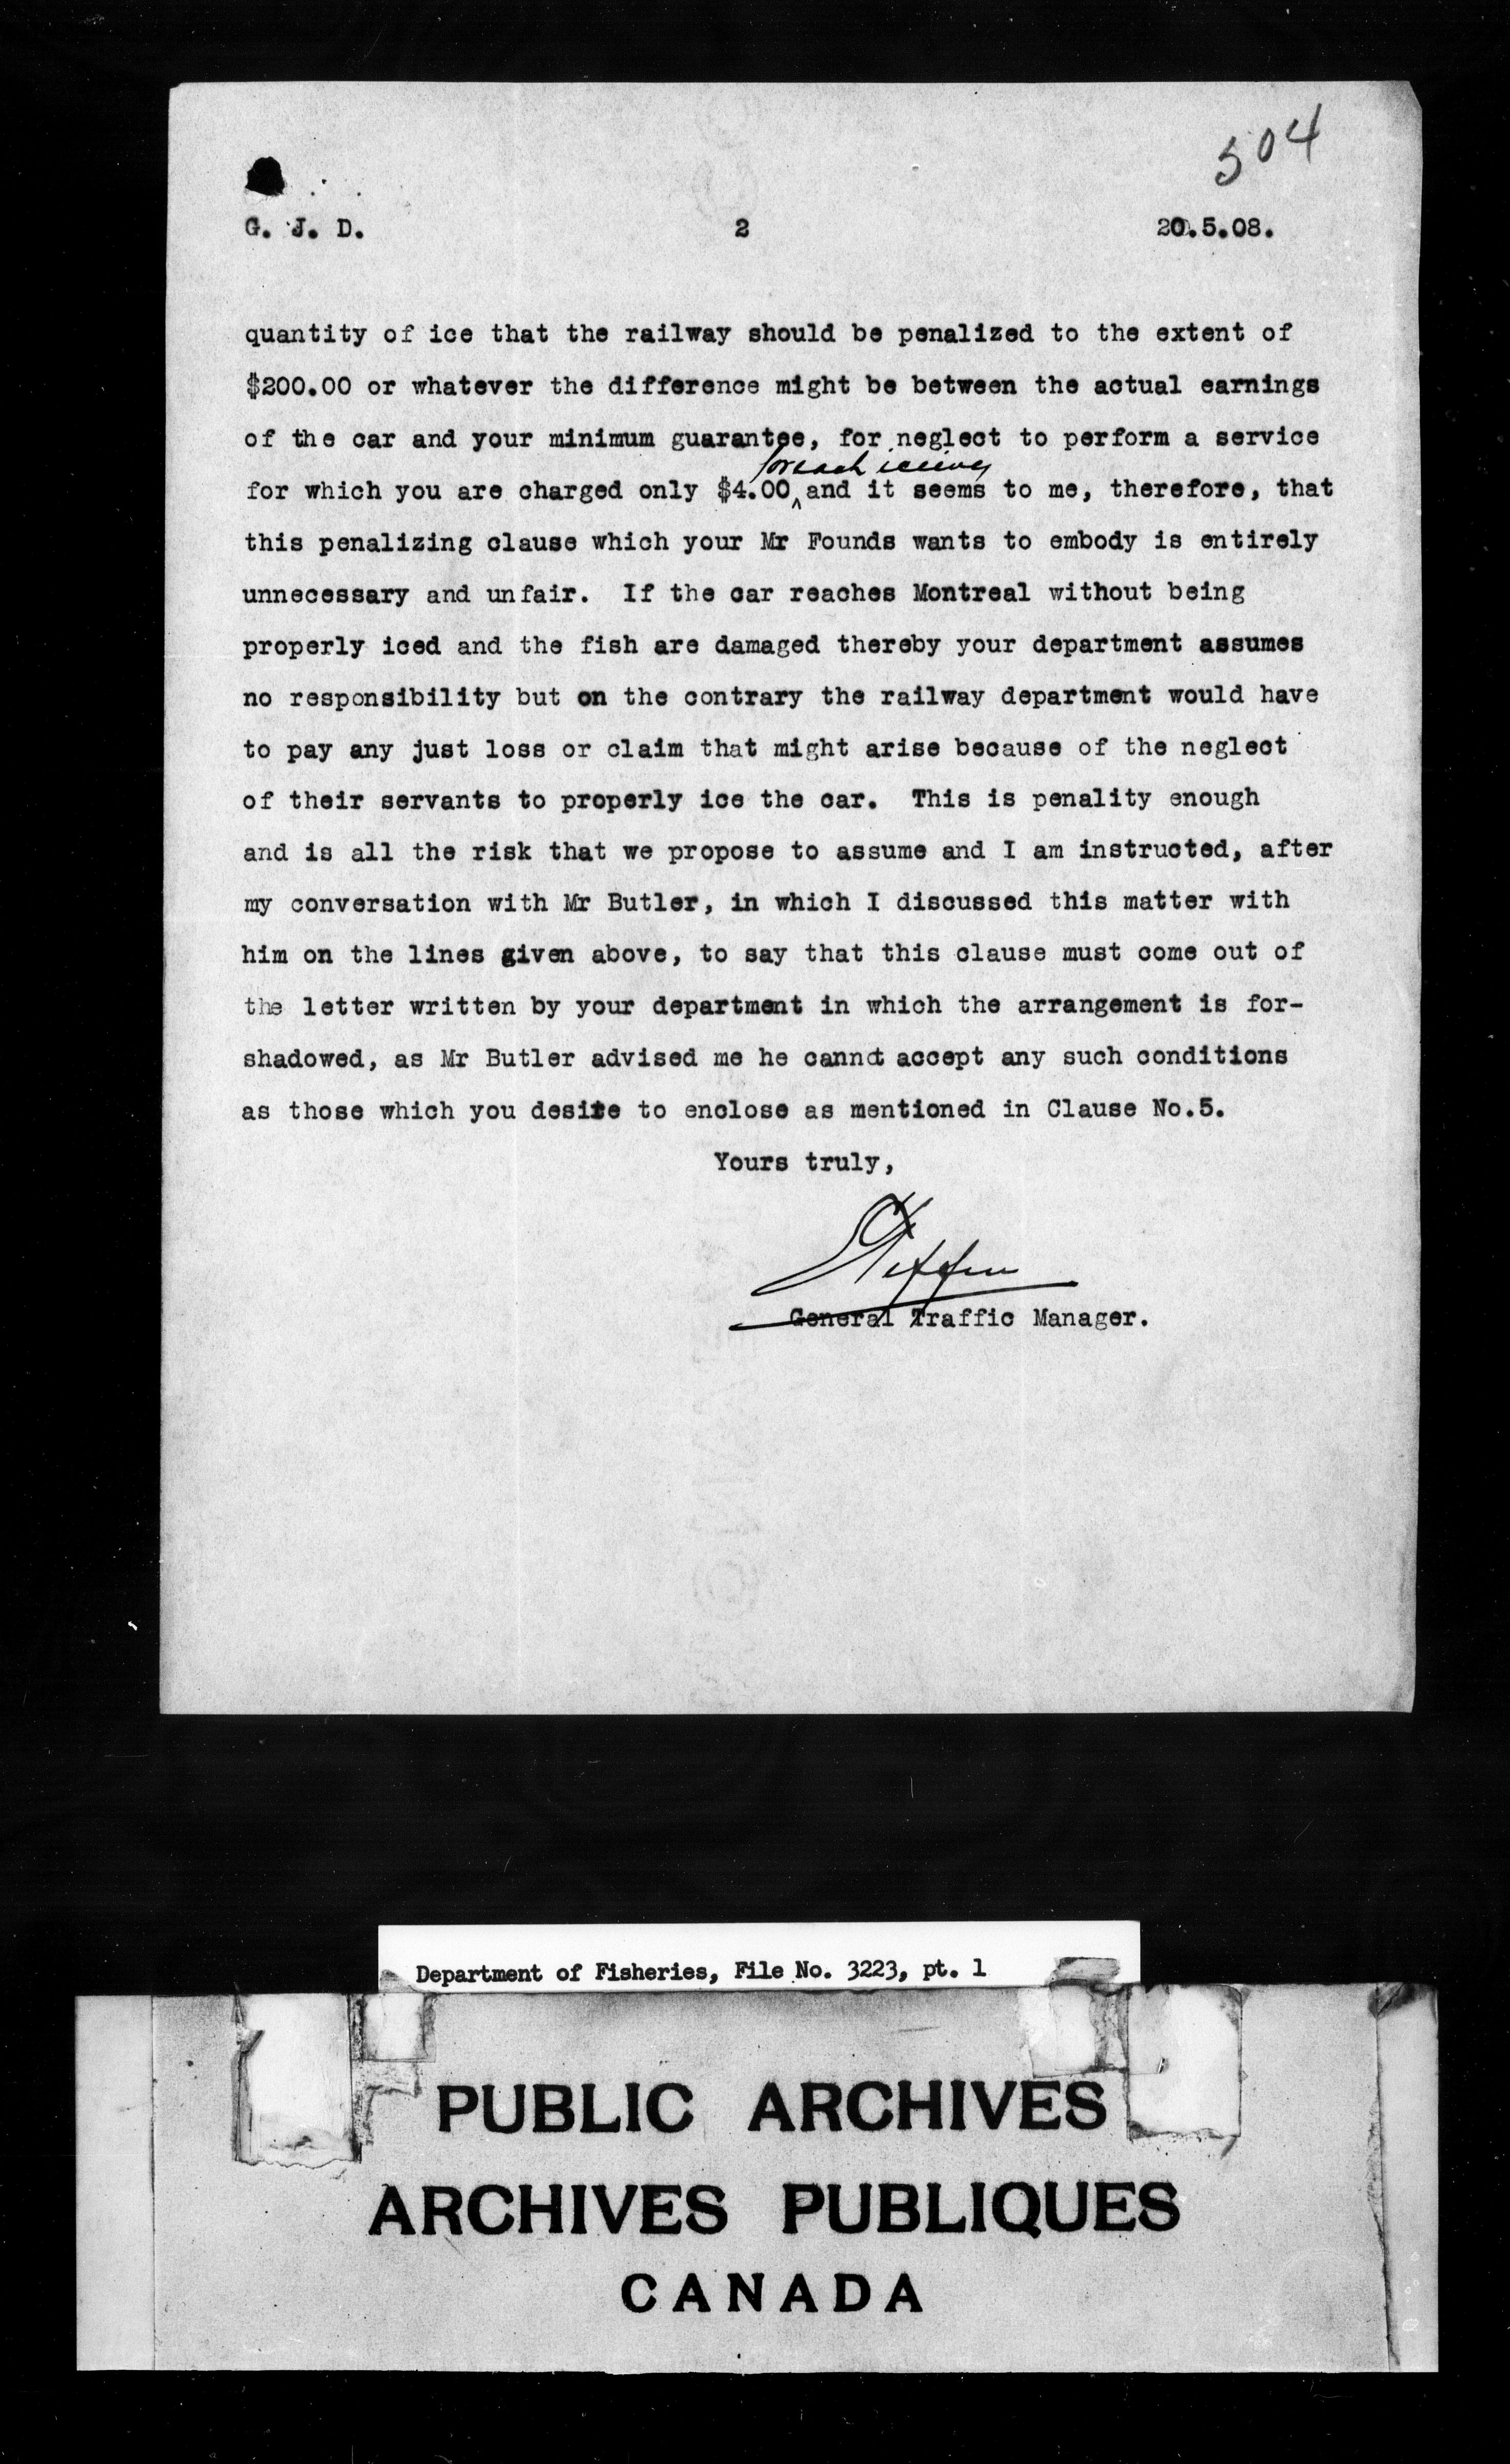 504
G. J. D. 2 20.5.08.
quantity of ice that the railway should be penalized to the extent of
$200.00 or whatever the difference might be between the actual earnings
of the car and your minimum guarantee, for neglect to perform a service
for each iceing
for which you are charged only $4.00 ^ and it seems to me, therefore, that
this penalizing clause which your Mr Founds wants to embody is entirely
unnecessary and unfair. If the car reaches Montreal without being
properly iced and the fish are damaged thereby your department assumes
no responsibility but on the contrary the railway department would have
to pay any just loss or claim that might arise because of the neglect
of their servants to properly ice the car. This is penality enough
and is all the risk that we propose to assume and I am instructed, after
my conversation with Mr Butler, in which I discussed this matter with
him on the lines given above, to say that this clause must come out of
the letter written by your department in which the arrangement is for-
shadowed, as Mr Butler advised me he cannot accept any such conditions
as those which you desire to enclose as mentioned in Clause No.5.
Yours truly,
General Traffic Manager.
Department of Fisheries, File No. 3223, pt. 1
PUBLIC ARCHIVES
ARCHIVES PUBLIQUES
CANADA